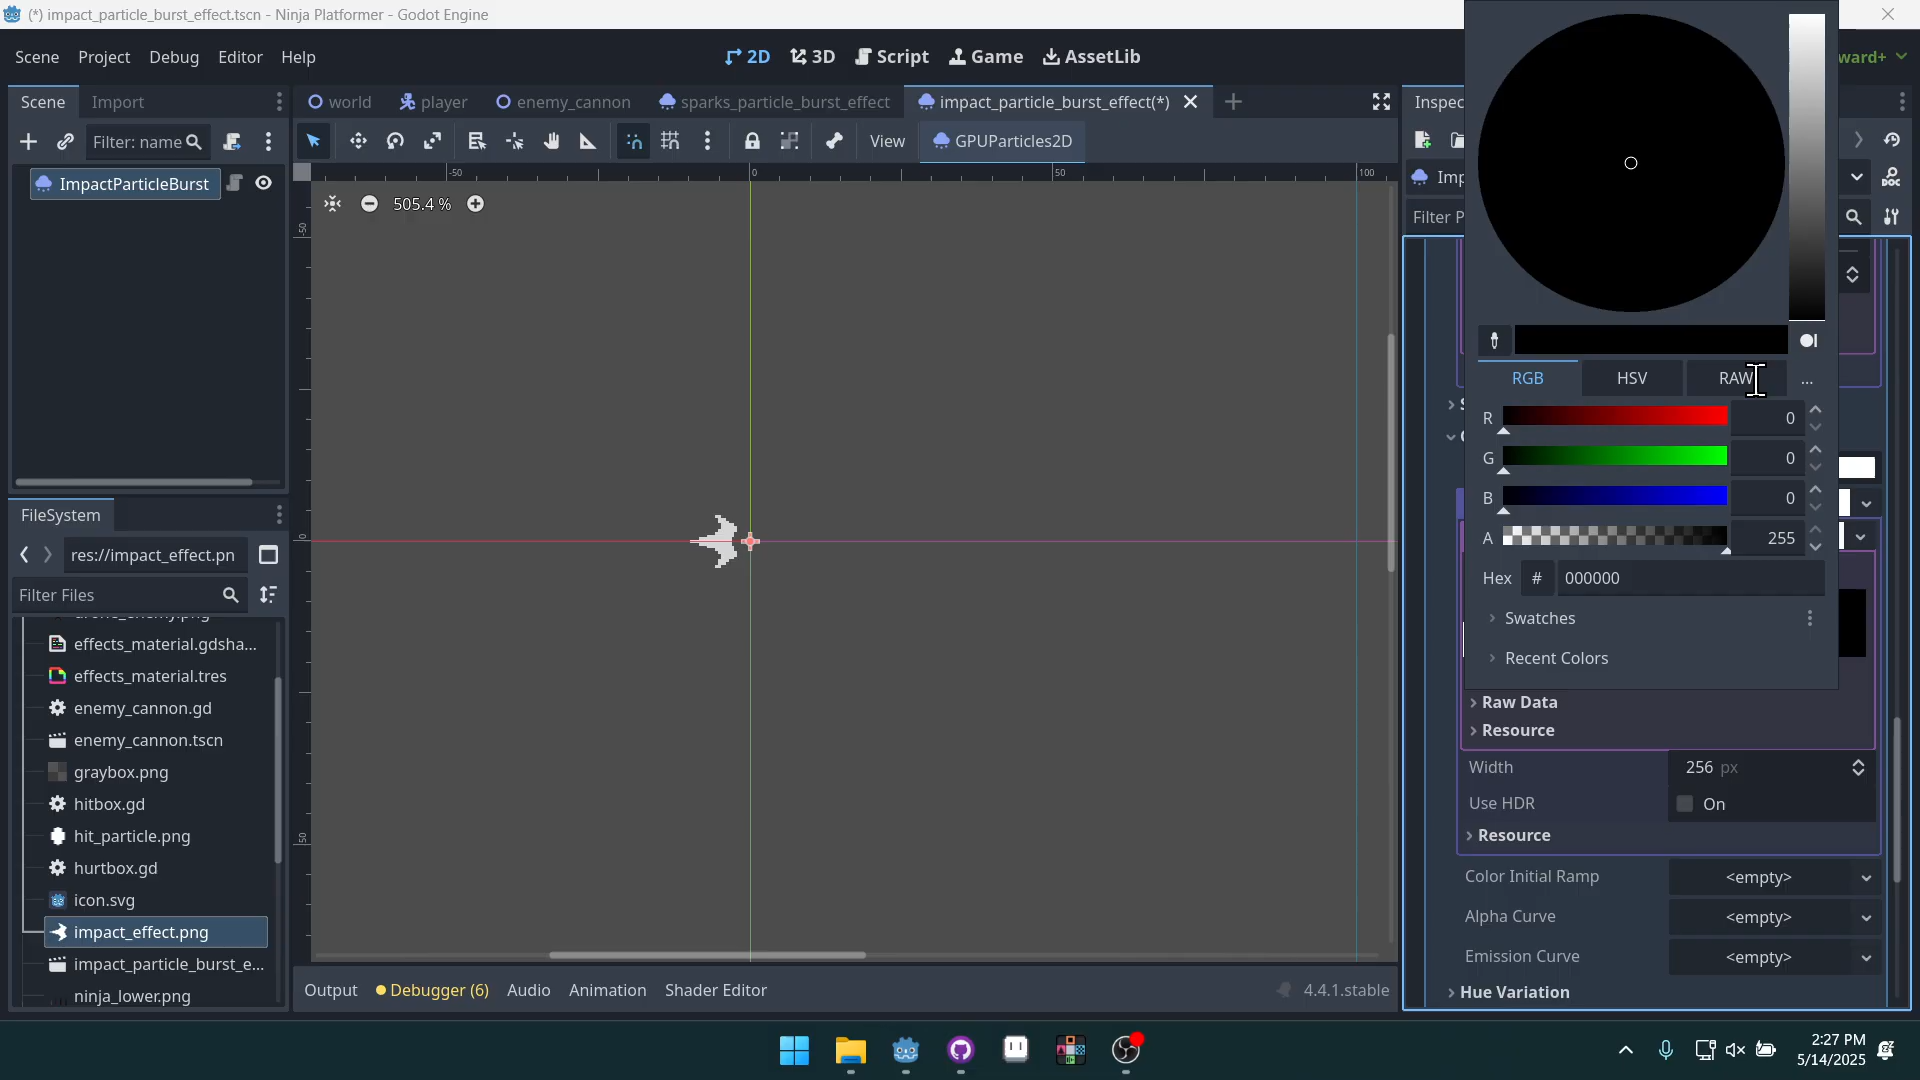 (*) impact_particle_burst_effect.tscn - Ninja Platformer - Godot Engine
Scene Project Debug Editor Help
2D 3D Script Game AssetLib
ward+
Scene Import
world player enemy_cannon sparks_particle_burst_effect impact_particle_burst_effect(*)
Inspec
Filter: name
View GPUParticles2D
ImpactParticleBurst
Imp
Filter P
-50 0 50 100
505.4 %
-50
0
50
RGB HSV RAW ...
R 0
G 0
B 0
A 255
Hex # 000000
Swatches
Recent Colors
Raw Data
Resource
Width 256 px
Use HDR On
Resource
Color Initial Ramp <empty>
Alpha Curve <empty>
Emission Curve <empty>
Hue Variation
FileSystem
res://impact_effect.pn
Filter Files
effects_material.gdsha...
effects_material.tres
enemy_cannon.gd
enemy_cannon.tscn
graybox.png
hitbox.gd
hit_particle.png
hurtbox.gd
icon.svg
impact_effect.png
impact_particle_burst_e...
ninja_lower.png
Output Debugger (6) Audio Animation Shader Editor 4.4.1.stable
2:27 PM
5/14/2025